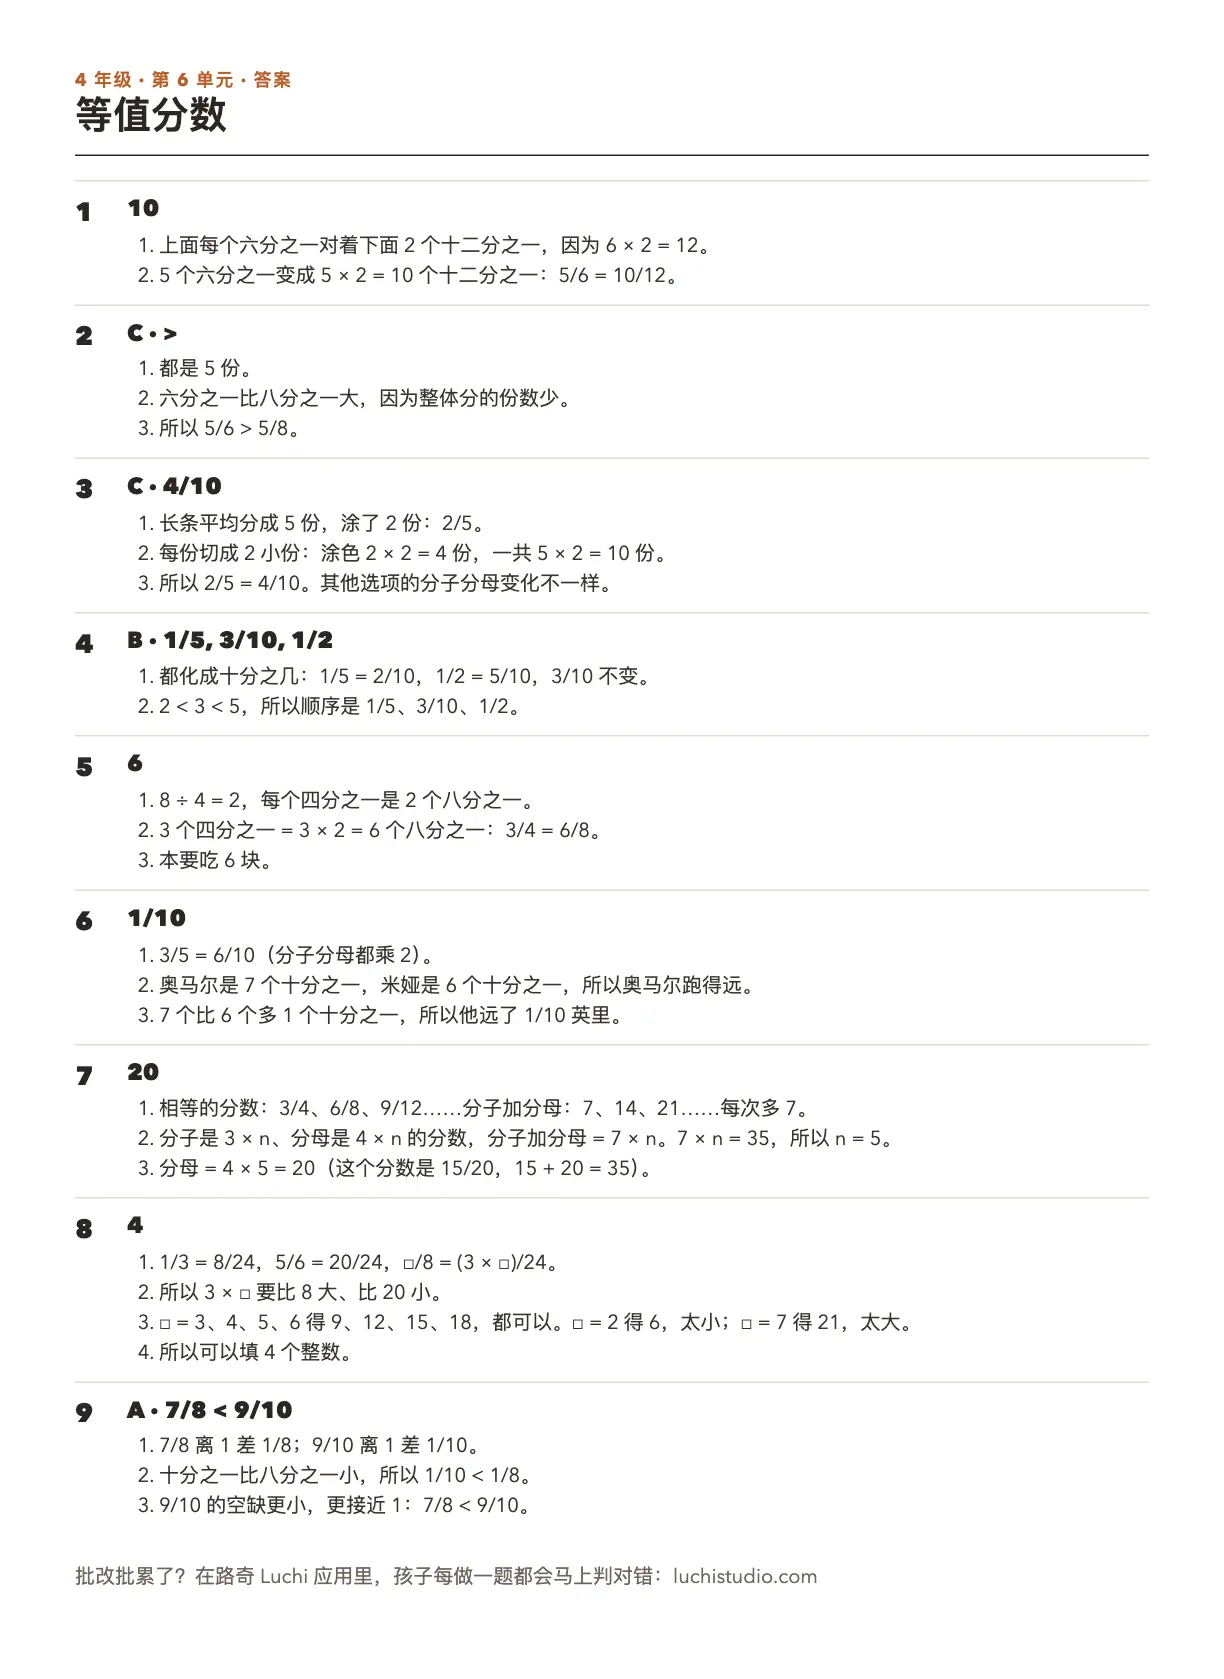 4 年级 · 第 6 单元 · 答案
等值分数
1 10
1. 上面每个六分之一对着下面 2 个十二分之一，因为 6 × 2 = 12。
2. 5 个六分之一变成 5 × 2 = 10 个十二分之一：5/6 = 10/12。
2 C · >
1. 都是 5 份。
2. 六分之一比八分之一大，因为整体分的份数少。
3. 所以 5/6 > 5/8。
3 C · 4/10
1. 长条平均分成 5 份，涂了 2 份：2/5。
2. 每份切成 2 小份：涂色 2 × 2 = 4 份，一共 5 × 2 = 10 份。
3. 所以 2/5 = 4/10。其他选项的分子分母变化不一样。
4 B · 1/5, 3/10, 1/2
1. 都化成十分之几：1/5 = 2/10，1/2 = 5/10，3/10 不变。
2. 2 < 3 < 5，所以顺序是 1/5、3/10、1/2。
5 6
1. 8 ÷ 4 = 2，每个四分之一是 2 个八分之一。
2. 3 个四分之一 = 3 × 2 = 6 个八分之一：3/4 = 6/8。
3. 本要吃 6 块。
6 1/10
1. 3/5 = 6/10（分子分母都乘 2）。
2. 奥马尔是 7 个十分之一，米娅是 6 个十分之一，所以奥马尔跑得远。
3. 7 个比 6 个多 1 个十分之一，所以他远了 1/10 英里。
7 20
1. 相等的分数：3/4、6/8、9/12……分子加分母：7、14、21……每次多 7。
2. 分子是 3 × n、分母是 4 × n 的分数，分子加分母 = 7 × n。7 × n = 35，所以 n = 5。
3. 分母 = 4 × 5 = 20（这个分数是 15/20，15 + 20 = 35）。
8 4
1. 1/3 = 8/24，5/6 = 20/24，□/8 = (3 × □)/24。
2. 所以 3 × □ 要比 8 大、比 20 小。
3. □ = 3、4、5、6 得 9、12、15、18，都可以。□ = 2 得 6，太小；□ = 7 得 21，太大。
4. 所以可以填 4 个整数。
9 A · 7/8 < 9/10
1. 7/8 离 1 差 1/8；9/10 离 1 差 1/10。
2. 十分之一比八分之一小，所以 1/10 < 1/8。
3. 9/10 的空缺更小，更接近 1：7/8 < 9/10。
批改批累了？在路奇 Luchi 应用里，孩子每做一题都会马上判对错：luchistudio.com